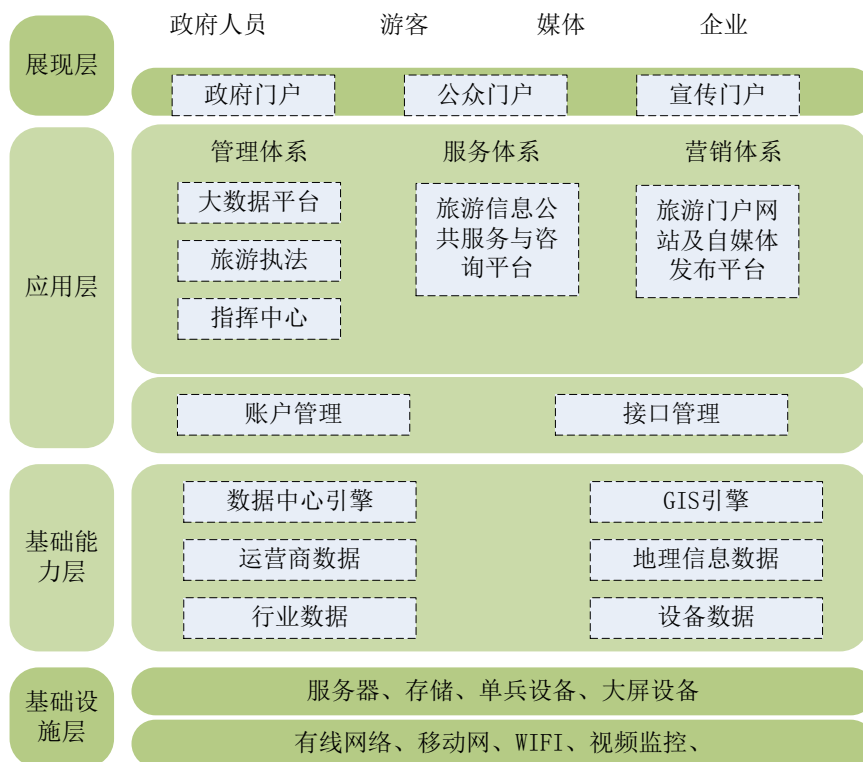 政府人员 游客 媒体 企业
展现层
政府门户 公众门户 宣传门户
管理体系 服务体系 营销体系
应用层
大数据平台
旅游执法
指挥中心
旅游信息公
共服务与咨
询平台
旅游门户网
站及自媒体
发布平台
账户管理 接口管理
基础能
力层
数据中心引擎 GIS引擎
运营商数据 地理信息数据
行业数据 设备数据
基础设
施层
服务器、存储、单兵设备、大屏设备
有线网络、移动网、WIFI、视频监控、